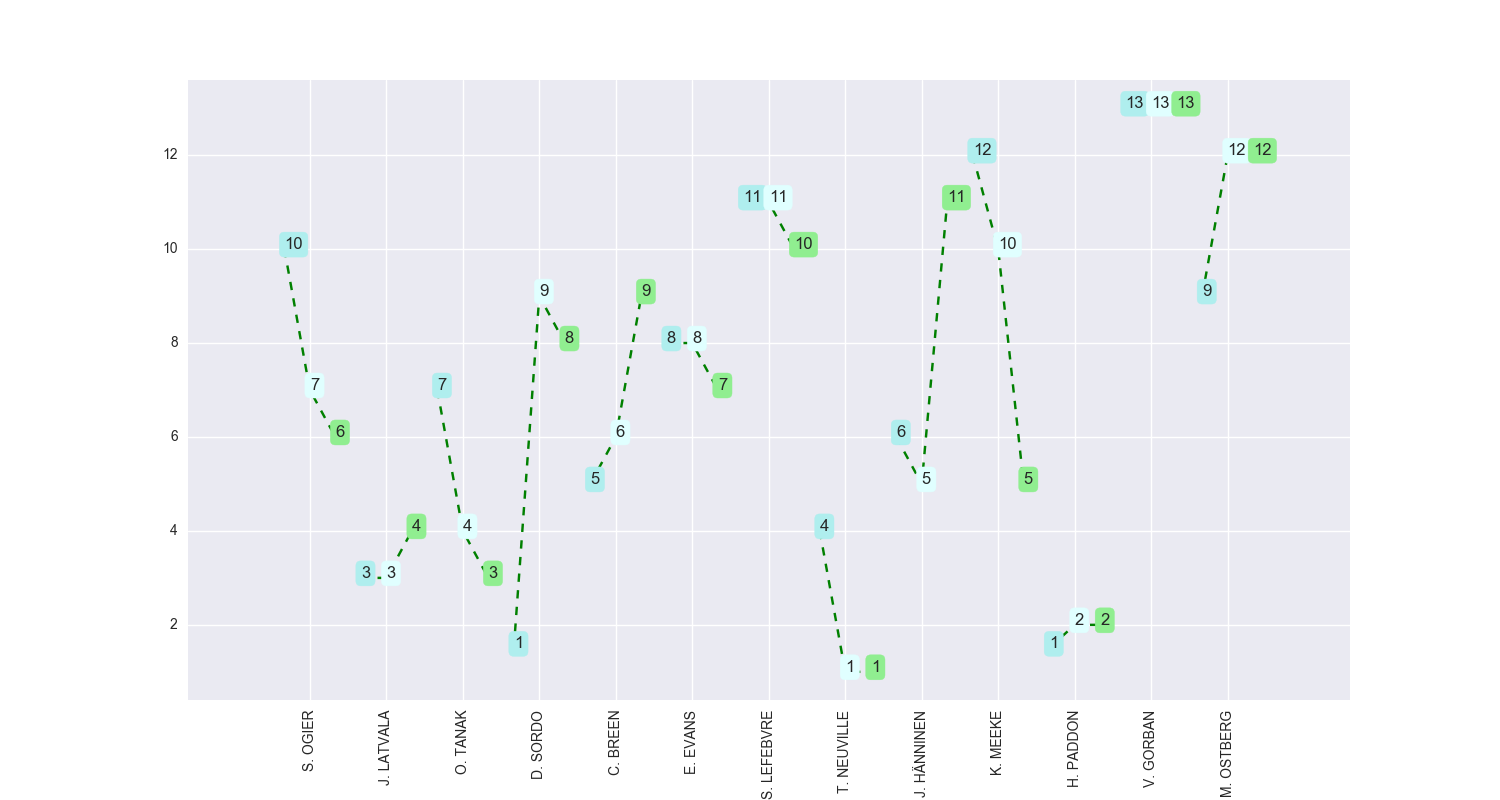 13 13 13
12 12 12 12
11 11 11
10 10 10 10
9 9 9
8 8 8
7 7 7
6 6 6
5 5 5
4 4 4
3 3 3
2 2
1 1
1 1
12
10
8
6
4
2
S. OGIER
J. LATVALA
O. TANAK
D. SORDO
C. BREEN
E. EVANS
S. LEFEBVRE
T. NEUVILLE
J. HÄNNINEN
K. MEEKE
H. PADDON
V. GORBAN
M. OSTBERG